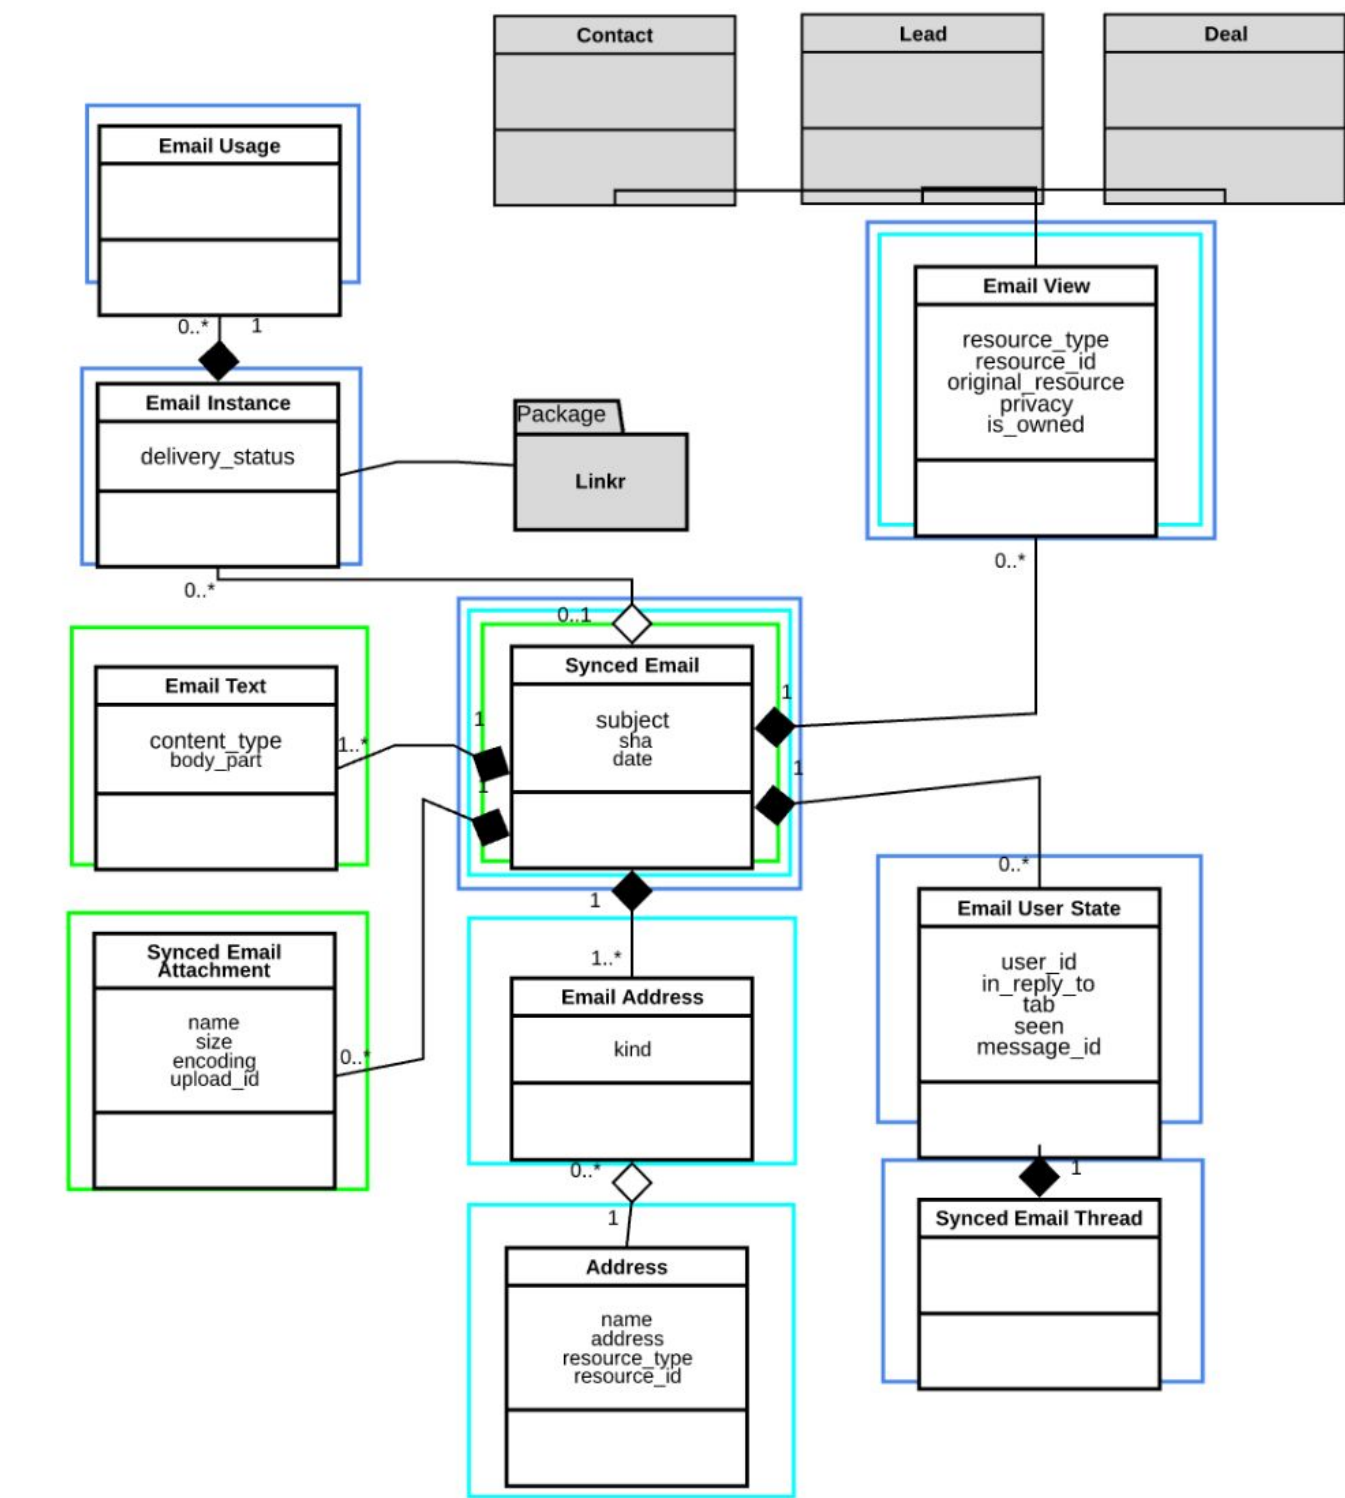 Contact
Lead
Deal
Email Usage
0..*
1
Email View
resource_type
resource_id
original_resource
privacy
is_owned
Email Instance
delivery_status
Package
Linkr
0..*
0..*
0..1
Synced Email
subject
sha
date
1
1
1
1
Email Text
content_type
body_part
1..*
0..*
Email User State
user_id
in_reply_to
tab
seen
message_id
1
1..*
Synced Email
Attachment
name
size
encoding
upload_id
0..*
Email Address
kind
0..*
1
1
Synced Email Thread
Address
name
address
resource_type
resource_id